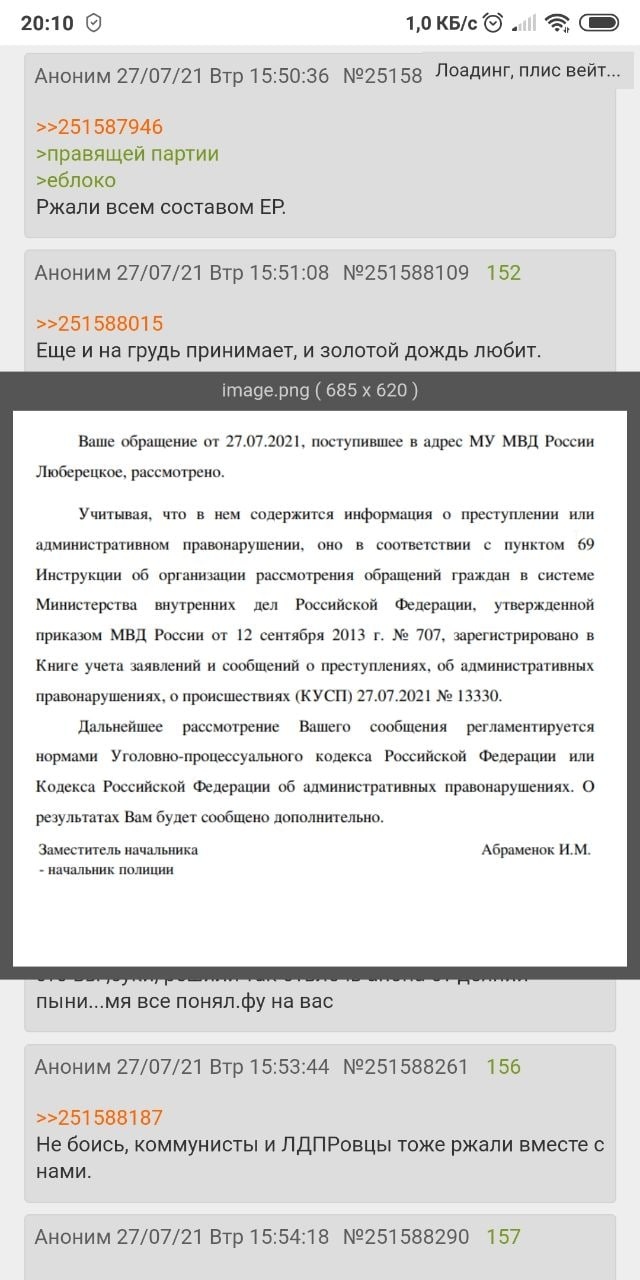 20:10
1,0 КБ/с
Аноним 27/07/21 Втр 15:50:36 №25158
Лоадинг, плис вейт...
>>251587946
>правящей партии
>еблоко
Ржали всем составом ЕР.
Аноним 27/07/21 Втр 15:51:08 №251588109 152
>>251588015
Еще и на грудь принимает, и золотой дождь любит.
image.png ( 685 x 620 )
Ваше обращение от 27.07.2021, поступившее в адрес МУ МВД России
Люберецкое, рассмотрено.
Учитывая, что в нем содержится информация о преступлении или
административном правонарушении, оно в соответствии с пунктом 69
Инструкции об организации рассмотрения обращений граждан в системе
Министерства внутренних дел Российской Федерации, утвержденной
приказом МВД России от 12 сентября 2013 г. № 707, зарегистрировано в
Книге учета заявлений и сообщений о преступлениях, об административных
правонарушениях, о происшествиях (КУСП) 27.07.2021 № 13330.
Дальнейшее рассмотрение Вашего сообщения регламентируется
нормами Уголовно-процессуального кодекса Российской Федерации или
Кодекса Российской Федерации об административных правонарушениях. О
результатах Вам будет сообщено дополнительно.
Заместитель начальника
- начальник полиции
Абраменок И.М.
пыни...мя все понял.фу на вас
Аноним 27/07/21 Втр 15:53:44 №251588261 156
>>251588187
Не боись, коммунисты и ЛДПРовцы тоже ржали вместе с
нами.
Аноним 27/07/21 Втр 15:54:18 №251588290 157